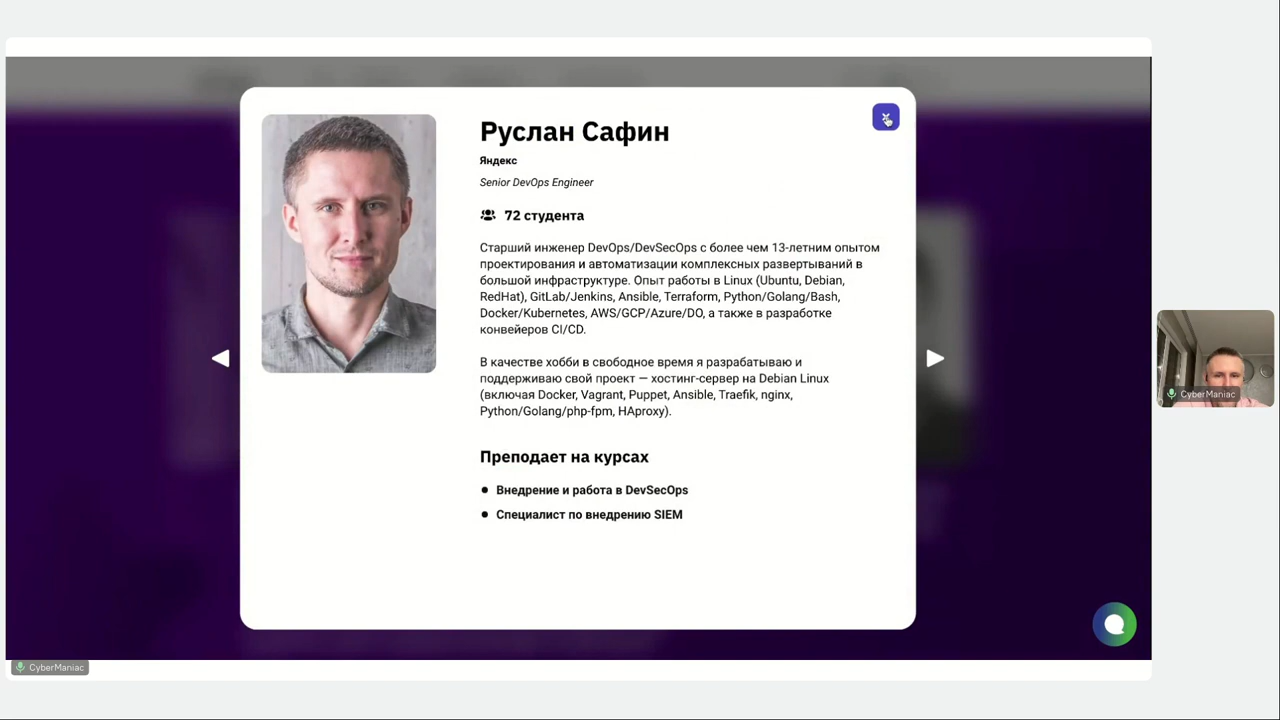 Руслан Сафин
Яндекс
Senior DevOps Engineer
72 студента
Старший инженер DevOps/DevSecOps с более чем 13-летним опытом
проектирования и автоматизации комплексных развертываний в
большой инфраструктуре. Опыт работы в Linux (Ubuntu, Debian,
RedHat), GitLab/Jenkins, Ansible, Terraform, Python/Golang/Bash,
Docker/Kubernetes, AWS/GCP/Azure/DO, а также в разработке
конвейеров CI/CD.
В качестве хобби в свободное время я разрабатываю и
поддерживаю свой проект — хостинг-сервер на Debian Linux
(включая Docker, Vagrant, Puppet, Ansible, Traefik, nginx,
Python/Golang/php-fpm, HAproxy).
Преподает на курсах
Внедрение и работа в DevSecOps
Специалист по внедрению SIEM
CyberManiac
CyberManiac